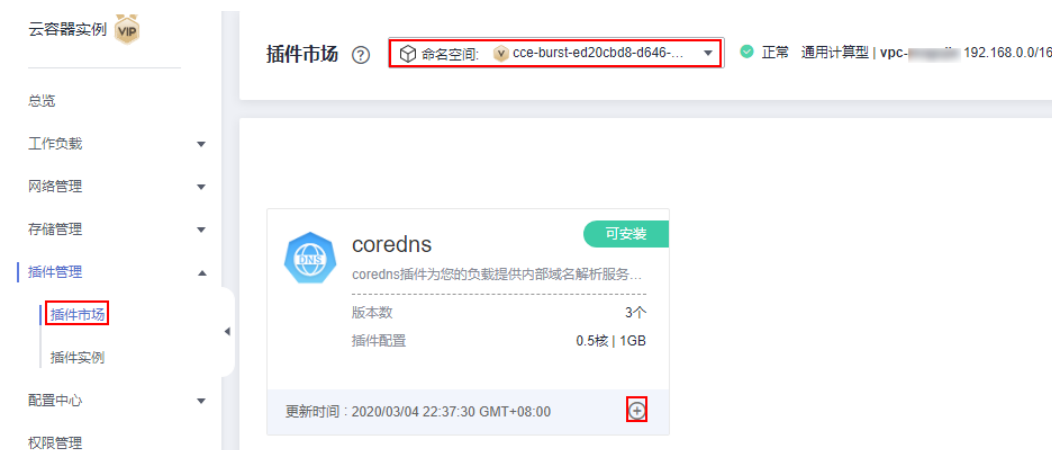 云容器实例 VIP
插件市场 ? 命名空间: V cce-burst-ed20cbd8-d646-... 正常 通用计算型 | vpc- 192.168.0.0/16
总览
工作负载
网络管理
存储管理
插件管理
插件市场
插件实例
配置中心
权限管理
可安装
DNS
coredns
coredns插件为您的负载提供内部域名解析服务...
版本数 3个
插件配置 0.5核 | 1GB
更新时间：2020/03/04 22:37:30 GMT+08:00